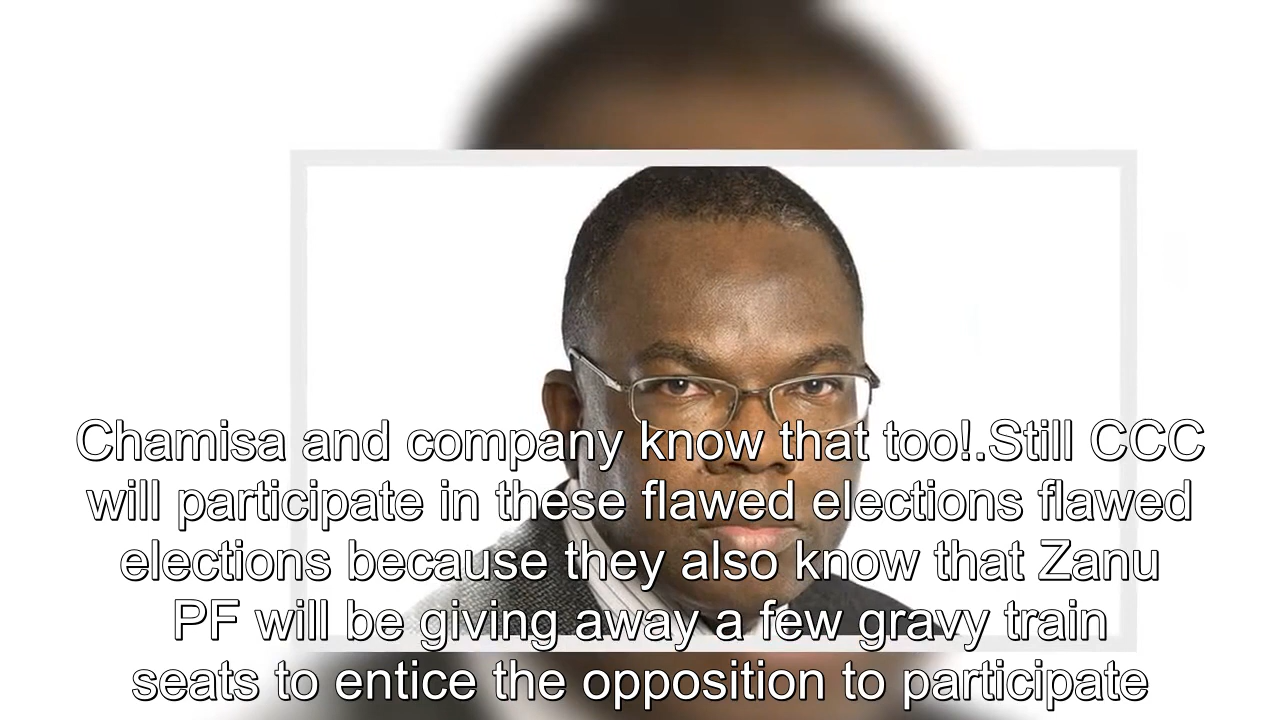 Chamisa and company know that too!.Still CCC
will participate in these flawed elections flawed
elections because they also know that Zanu
PF will be giving away a few gravy train
seats to entice the opposition to participate